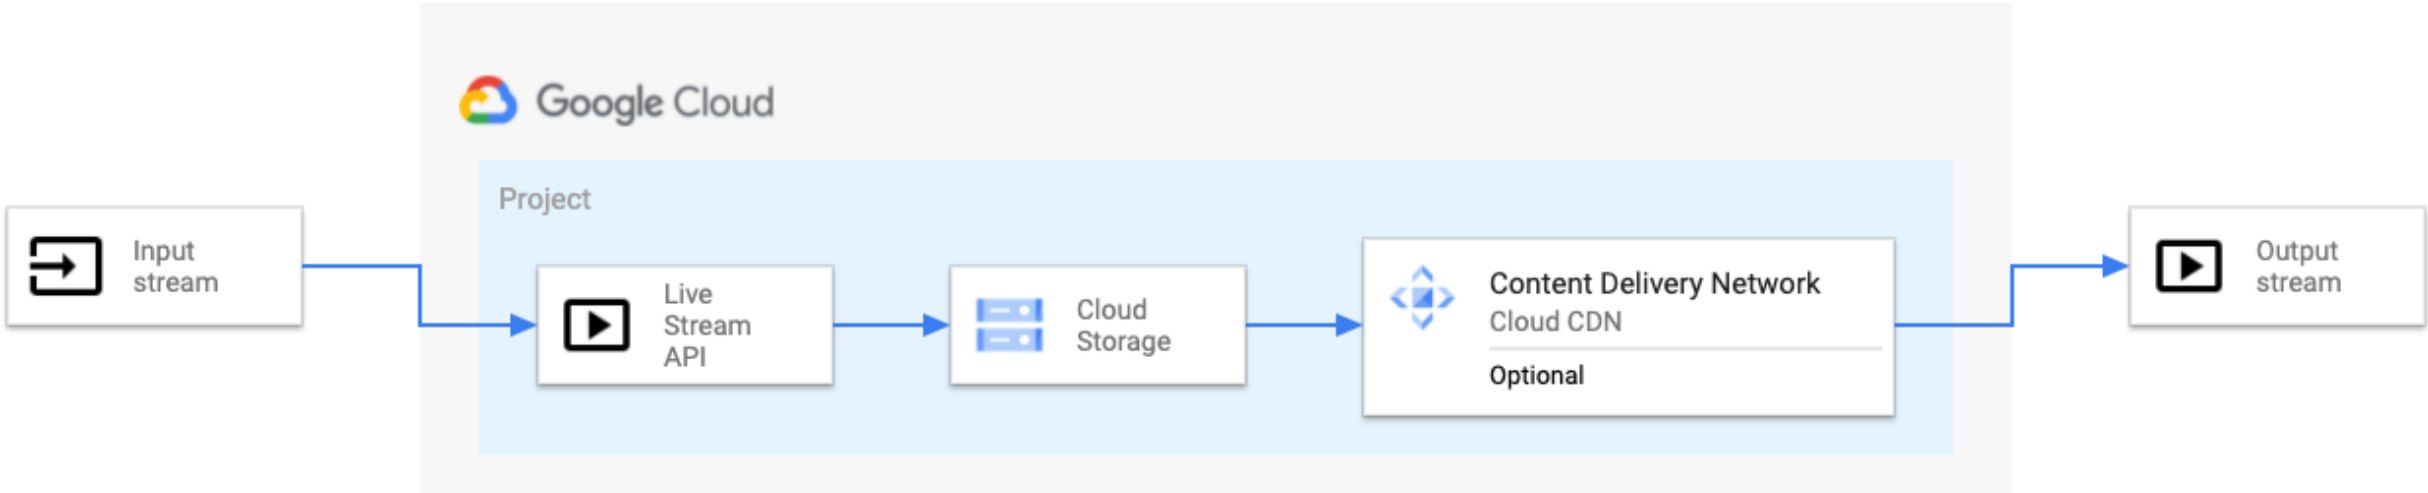 Google Cloud
Project
Input
stream
Live
Stream
API
Cloud
Storage
Content Delivery Network
Cloud CDN
Optional
Output
stream